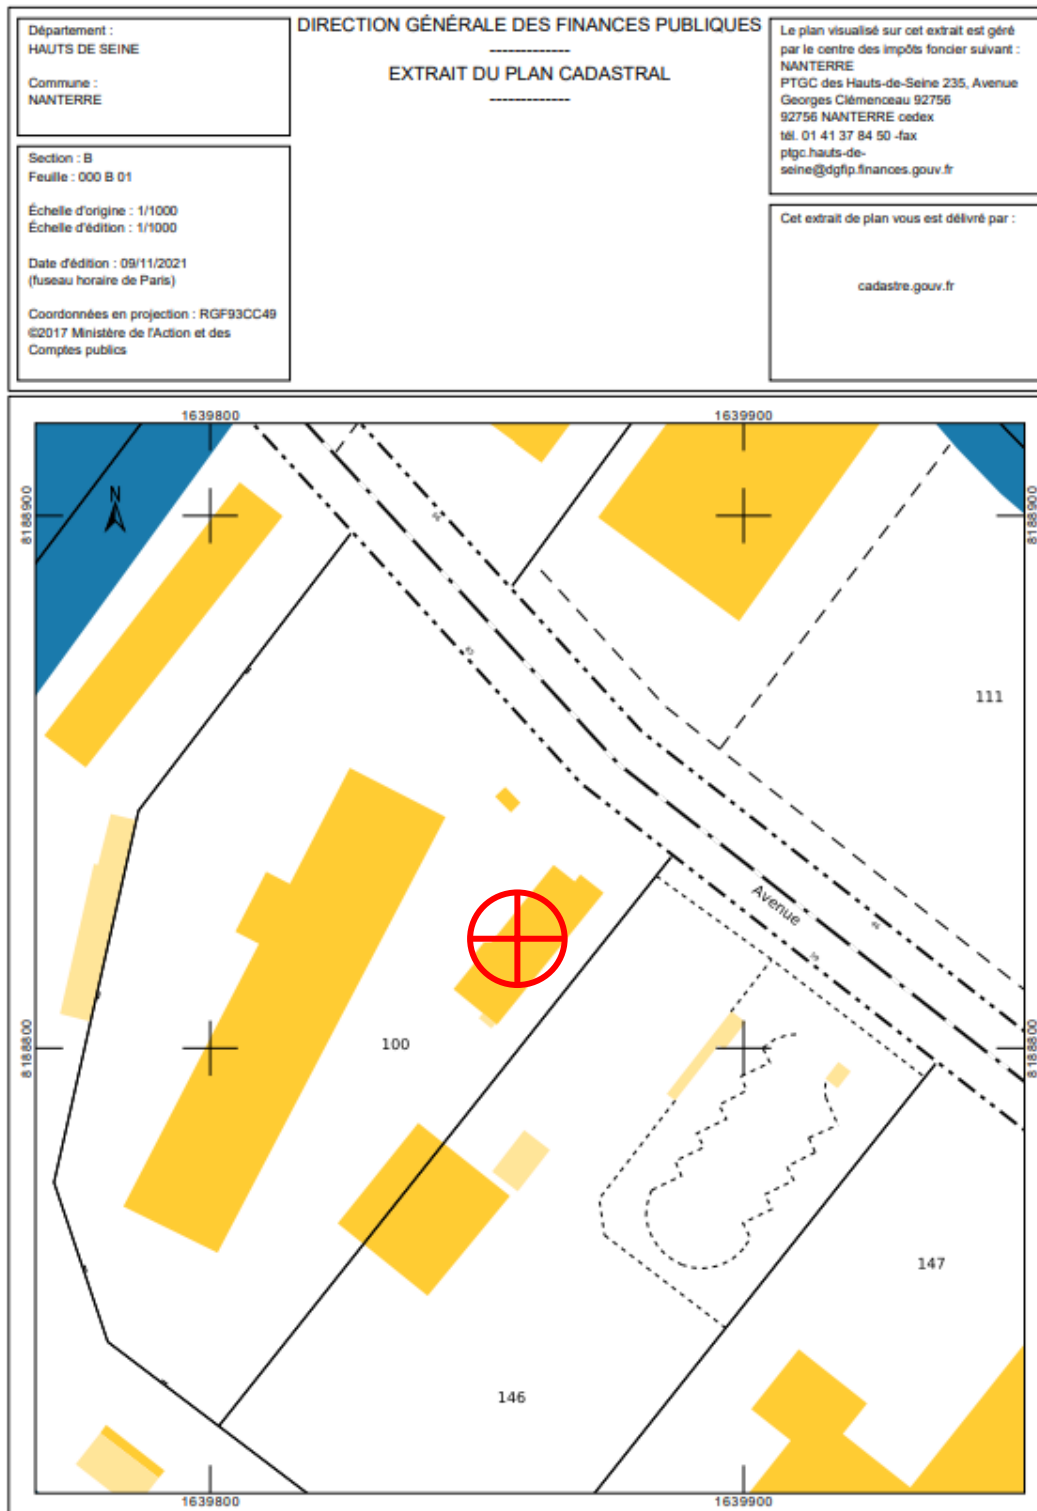 Département :
HAUTS DE SEINE
Commune :
NANTERRE
Section : B
Feuille : 000 B 01
Échelle d'origine : 1/1000
Échelle d'édition : 1/1000
Date d'édition : 09/11/2021
(fuseau horaire de Paris)
Coordonnées en projection : RGF93CC49
©2017 Ministère de l'Action et des
Comptes publics
DIRECTION GÉNÉRALE DES FINANCES PUBLIQUES
-------------
EXTRAIT DU PLAN CADASTRAL
-------------
Le plan visualisé sur cet extrait est géré
par le centre des impôts foncier suivant :
NANTERRE
PTGC des Hauts-de-Seine 235, Avenue
Georges Clémenceau 92756
92756 NANTERRE cedex
tél. 01 41 37 84 50 -fax
ptgc.hauts-de-
seine@dgfip.finances.gouv.fr
Cet extrait de plan vous est délivré par :
cadastre.gouv.fr
1639800
1639900
8188900
8188900
N
111
Avenue
46
59
8188800
8188800
100
147
146
1639800
1639900